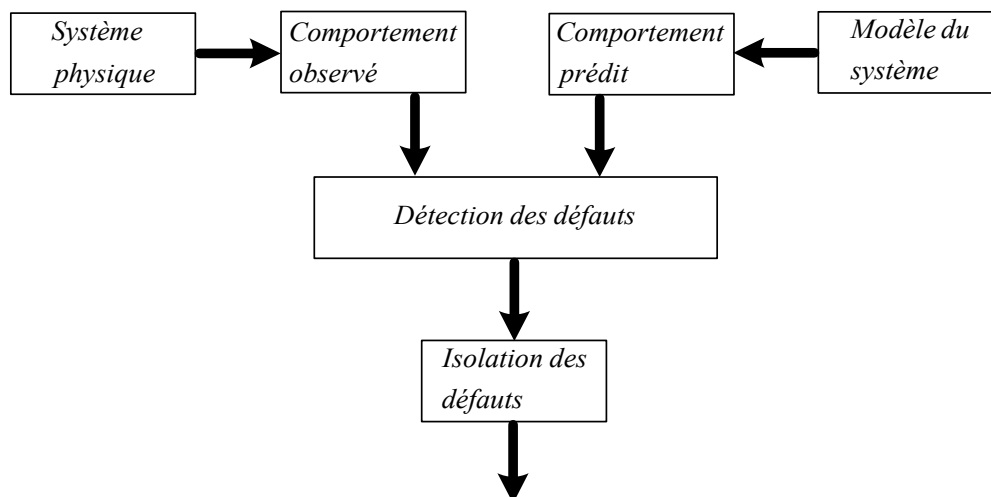 Système
physique
Comportement
observé
Comportement
prédit
Modèle du
système
Détection des défauts
Isolation des
défauts